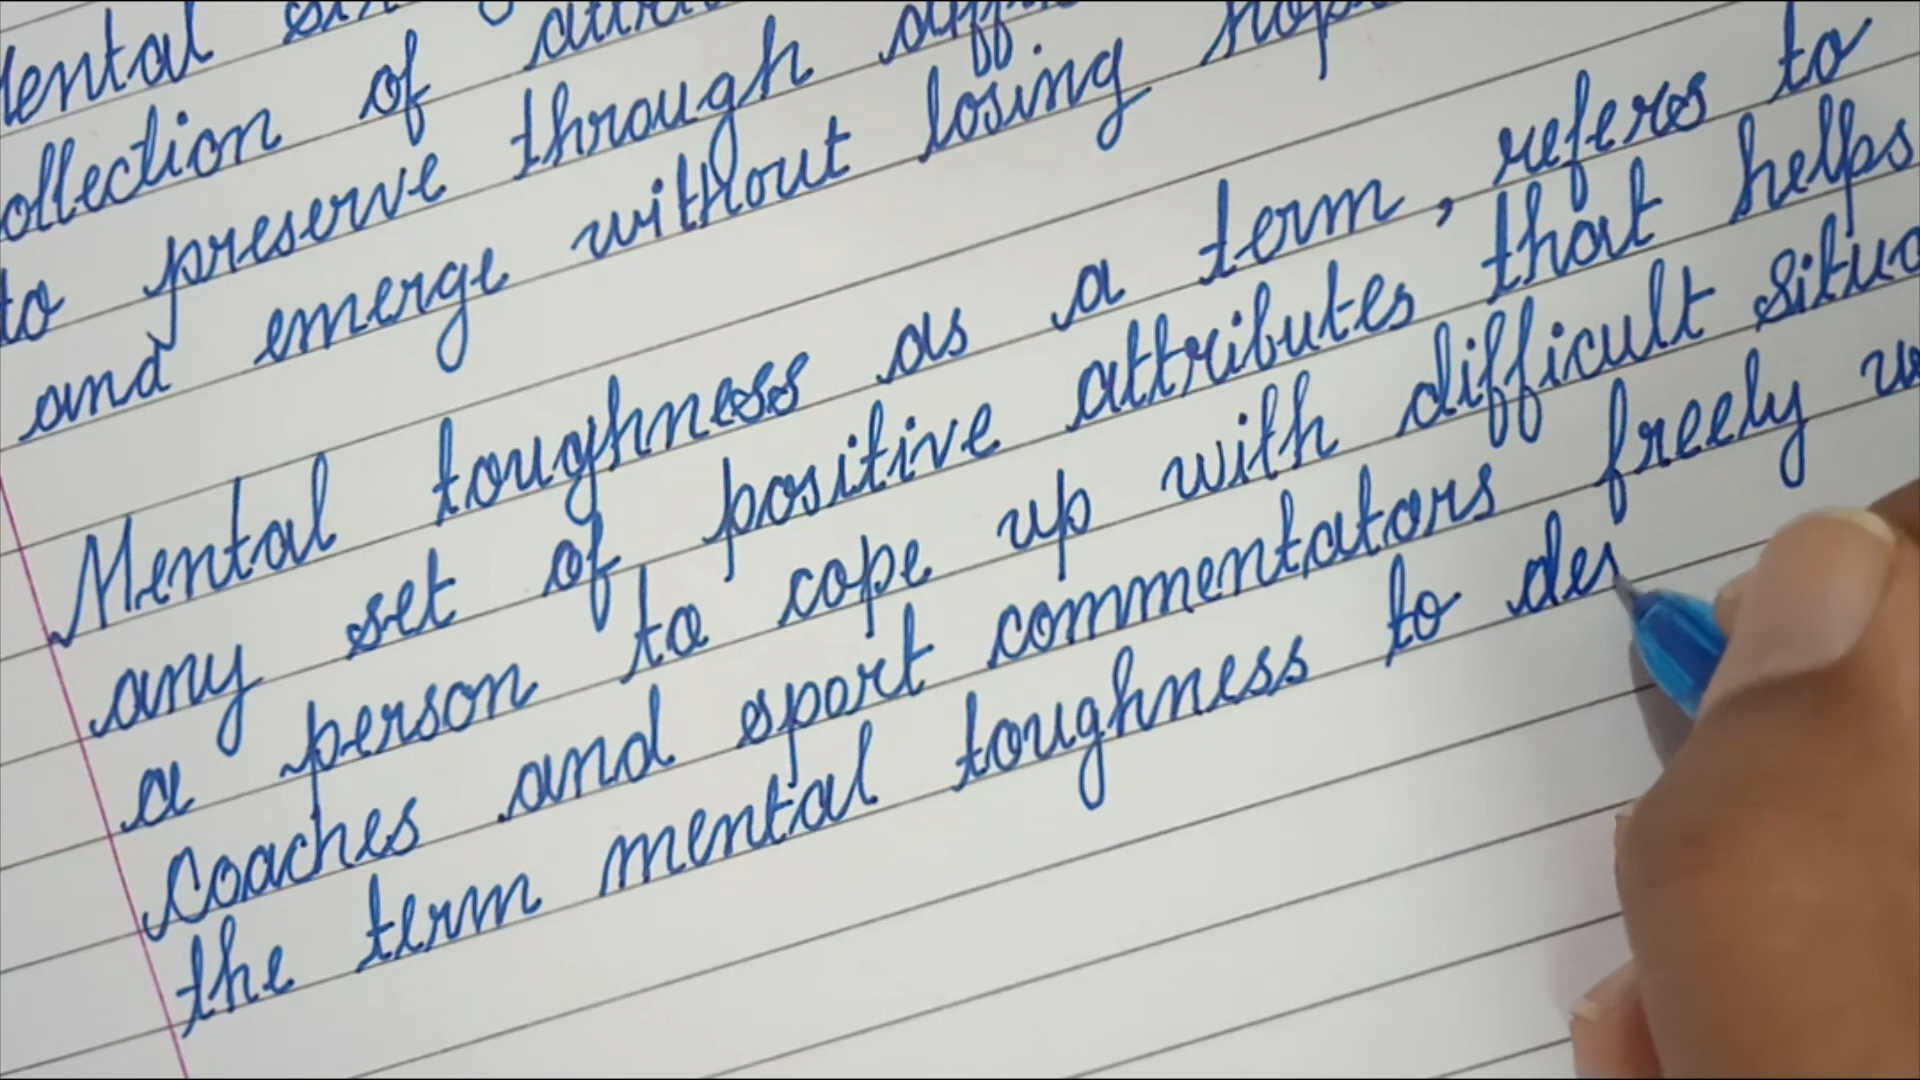 Mental
collection of
to preserve through
and emerge without losing
Mental toughness as a term, refers to
any set of positive attributes that helps
a person to cope up with difficult
coaches and sport commentators freely
the term mental toughness to des